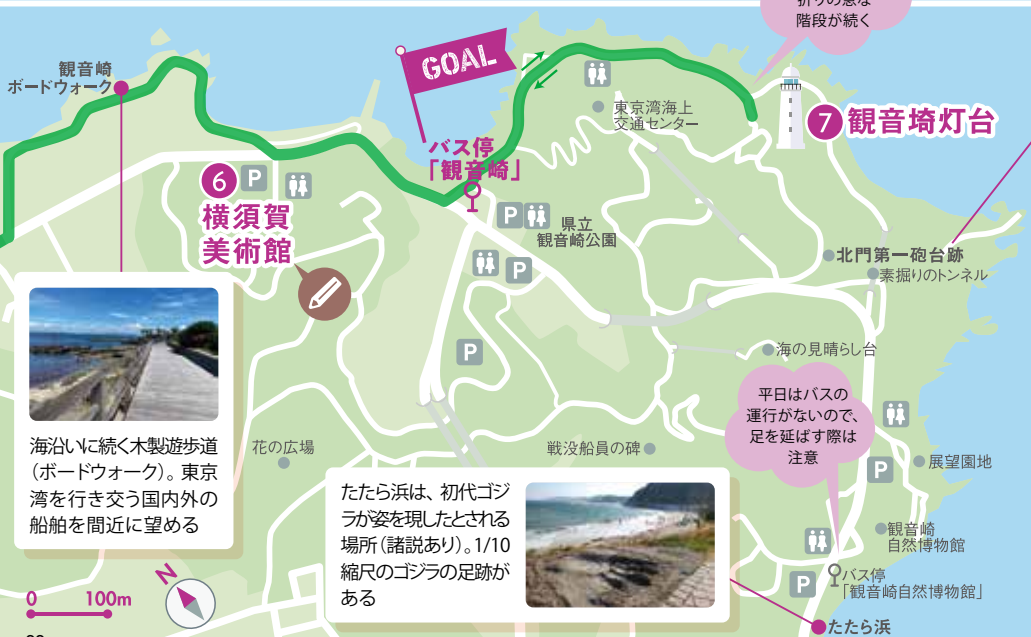 折りの急な
階段が続く
観音崎
ボードウォーク
GOAL
東京湾海上
交通センター
7 観音埼灯台
バス停
「観音崎」
6 P
横須賀
美術館
P
県立
観音崎公園
P
北門第一砲台跡
素掘りのトンネル
P
海の見晴らし台
平日はバスの
運行がないので、
足を延ばす際は
注意
海沿いに続く木製遊歩道
(ボードウォーク)。東京
湾を行き交う国内外の
船舶を間近に望める
花の広場
戦没船員の碑
P
展望園地
たたら浜は、初代ゴジ
ラが姿を現したとされる
場所(諸説あり)。1/10
縮尺のゴジラの足跡が
ある
観音崎
自然博物館
P
バス停
「観音崎自然博物館」
N
0 100m
たたら浜